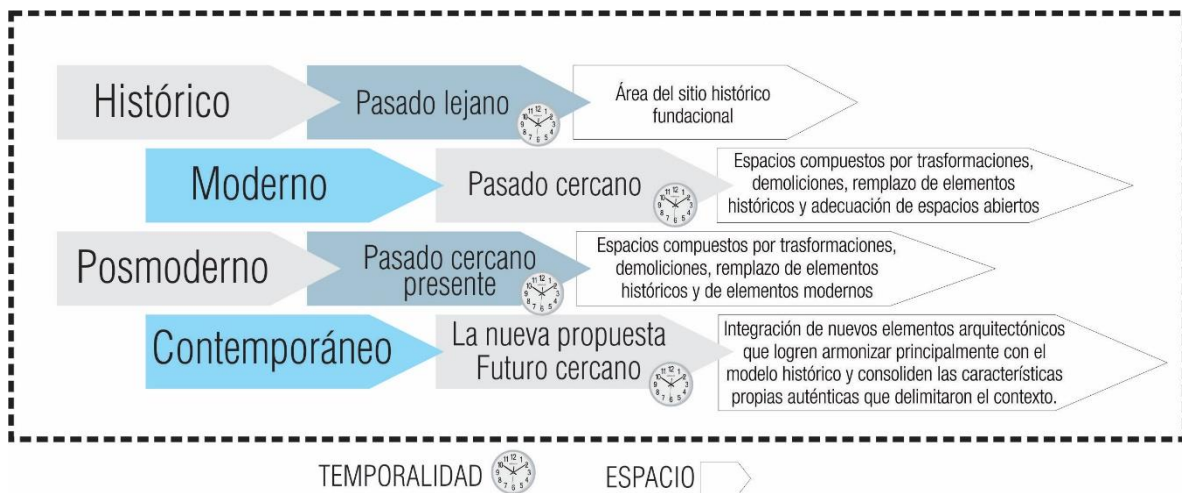 Histórico
Pasado lejano
Área del sitio histórico
fundacional
Moderno
Pasado cercano
Espacios compuestos por trasformaciones,
demoliciones, remplazo de elementos
históricos y adecuación de espacios abiertos
Posmoderno
Pasado cercano
presente
Espacios compuestos por trasformaciones,
demoliciones, remplazo de elementos
históricos y de elementos modernos
Contemporáneo
La nueva propuesta
Futuro cercano
Integración de nuevos elementos arquitectónicos
que logren armonizar principalmente con el
modelo histórico y consoliden las características
propias auténticas que delimitaron el contexto.
TEMPORALIDAD
ESPACIO